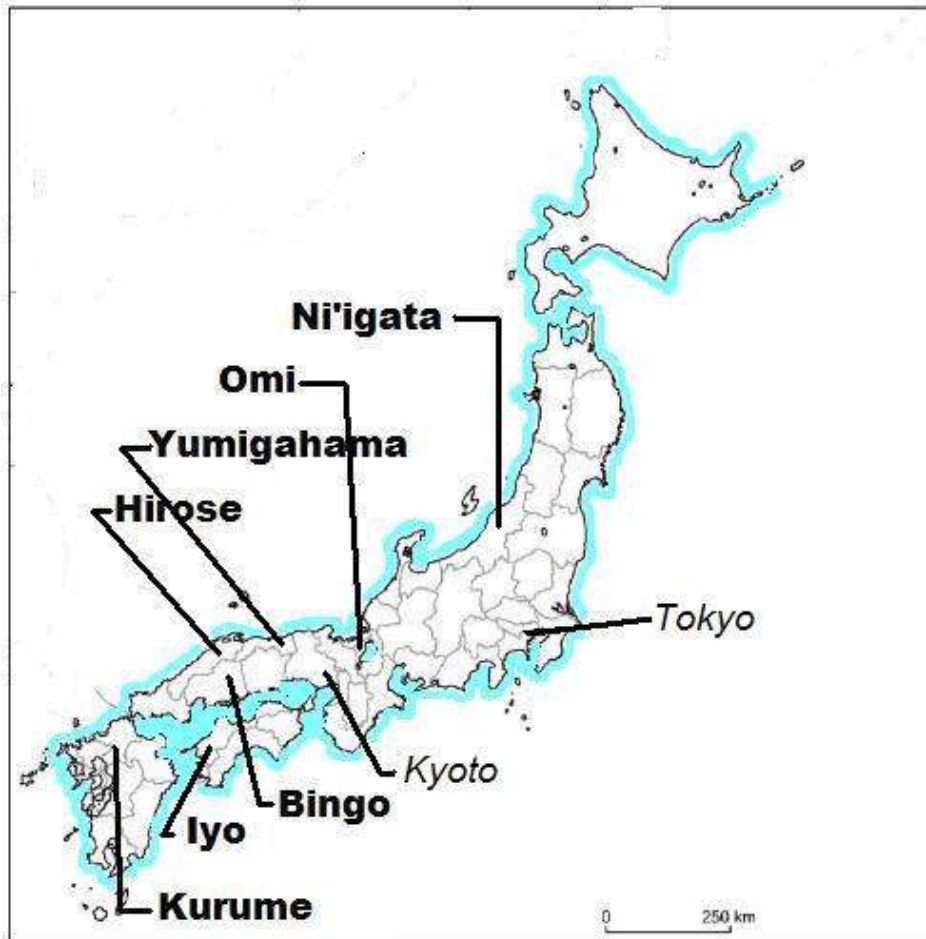 Ni'igata
Omi
Yumigahama
Hirose
Tokyo
Kyoto
Bingo
Iyo
Kurume
0 250 km